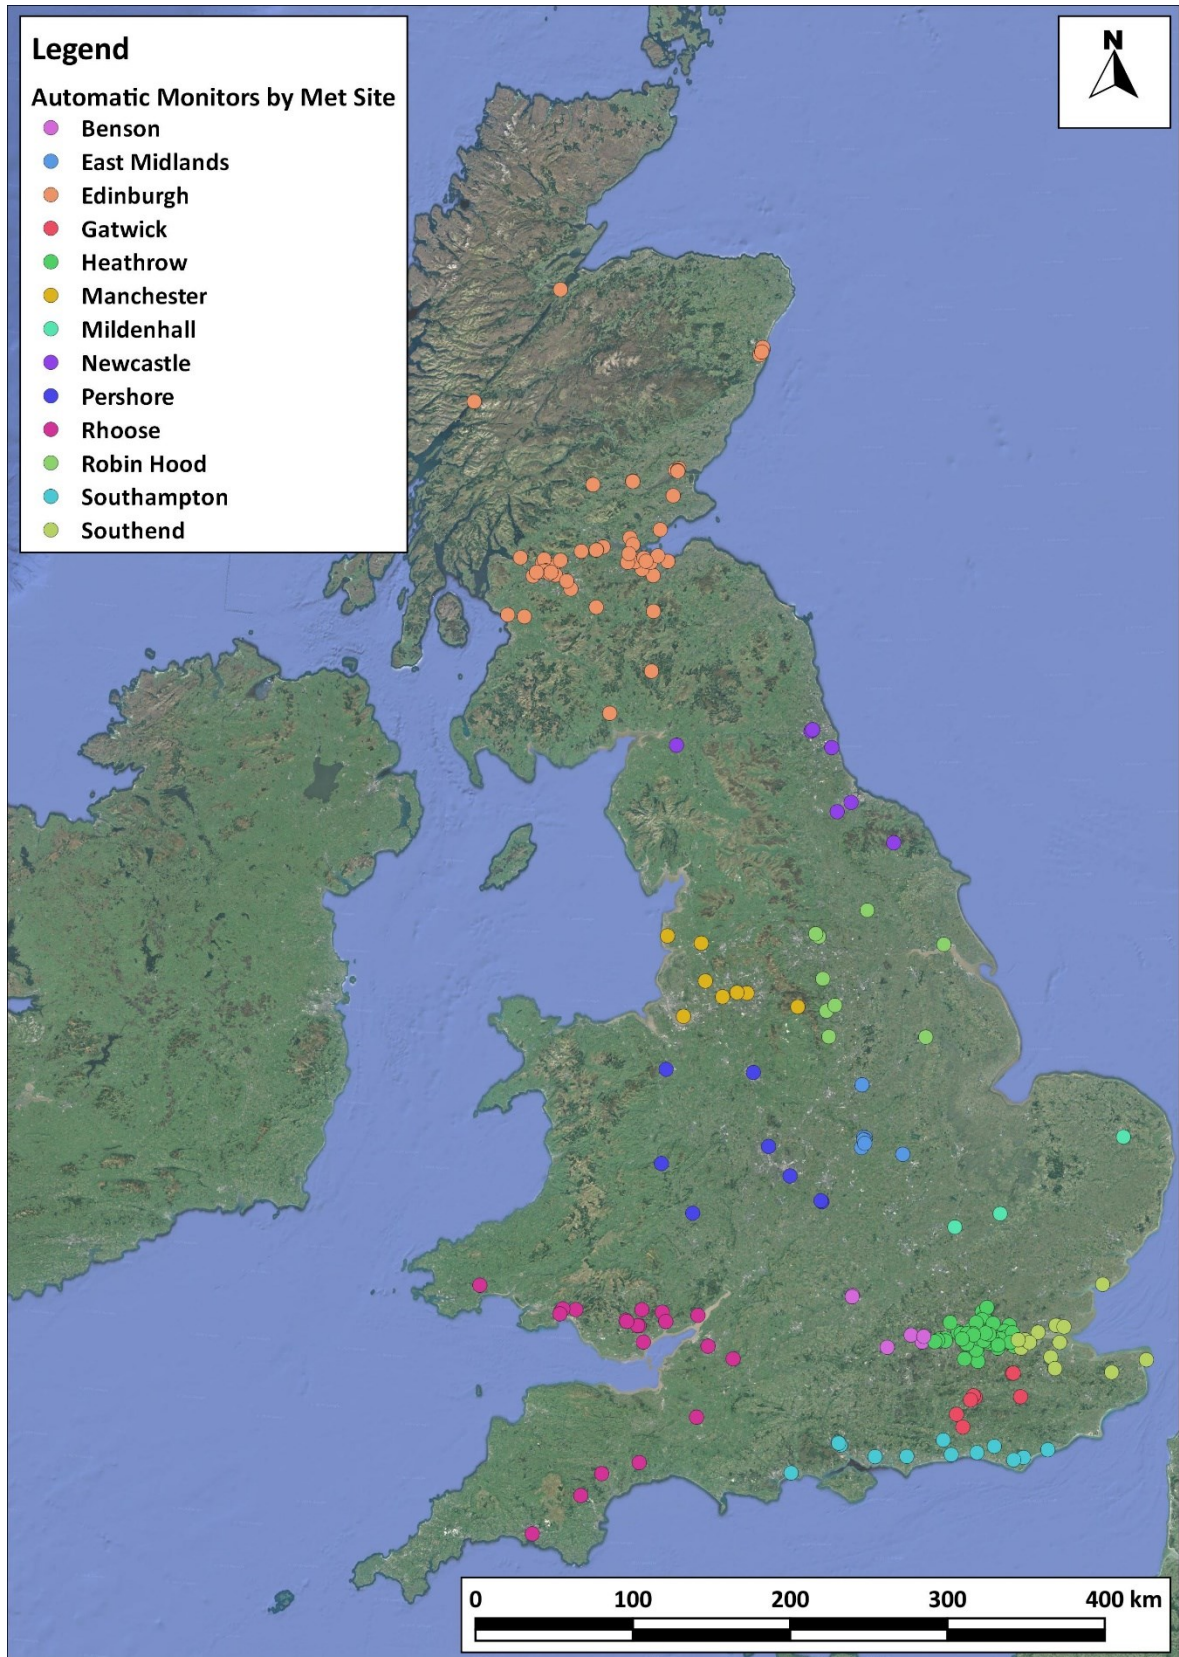 Legend
N
Automatic Monitors by Met Site
Benson
East Midlands
Edinburgh
Gatwick
Heathrow
Manchester
Mildenhall
Newcastle
Pershore
Rhoose
Robin Hood
Southampton
Southend
0 100 200 300 400 km